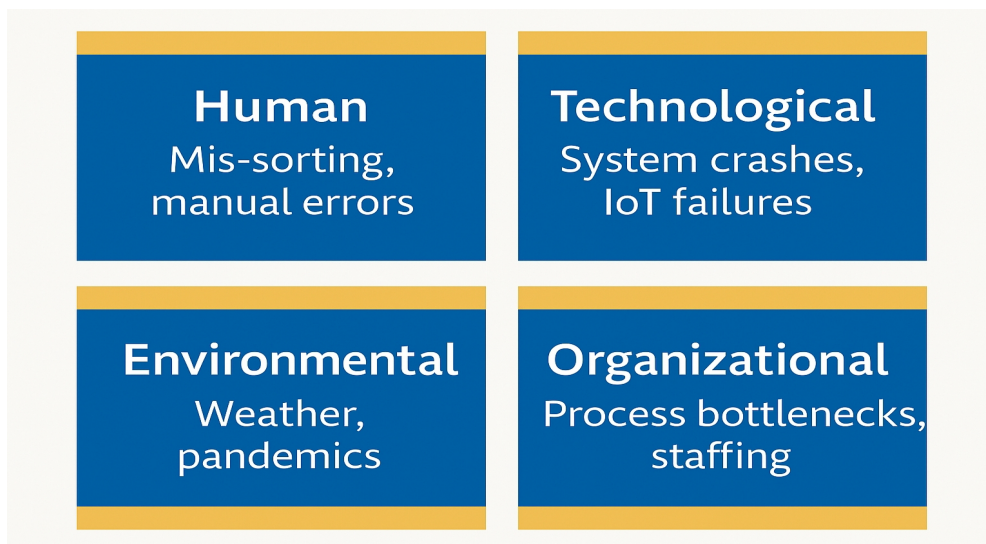 Human
Mis-sorting,
manual errors
Technological
System crashes,
IoT failures
Environmental
Weather,
pandemics
Organizational
Process bottlenecks,
staffing